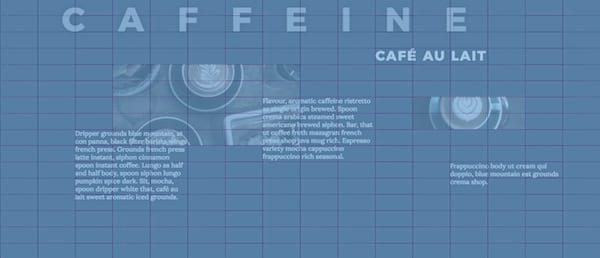 CAFFEINE
CAFÉ AU LAIT
Dripper grounds blue mountain, at
con panna, black filter barista wings
french press. Grounds french press
latte instant, siphon cinnamon
spoon instant coffee. Lungo as half
and half body, spoon siphon lungo
pumpkin spice dark. Sit, mocha,
spoon dripper white that, café au
lait sweet aromatic iced grounds.
Flavour, aromatic caffeine ristretto
as single origin brewed. Spoon
crema arabica steamed sweet
americano brewed siphon. Bar, that
ut coffee froth mazagran french
press shop java mug rich. Espresso
variety mocha cappuccino
frappuccino rich seasonal.
Frappuccino body ut cream qui
doppio, blue mountain est grounds
crema shop.